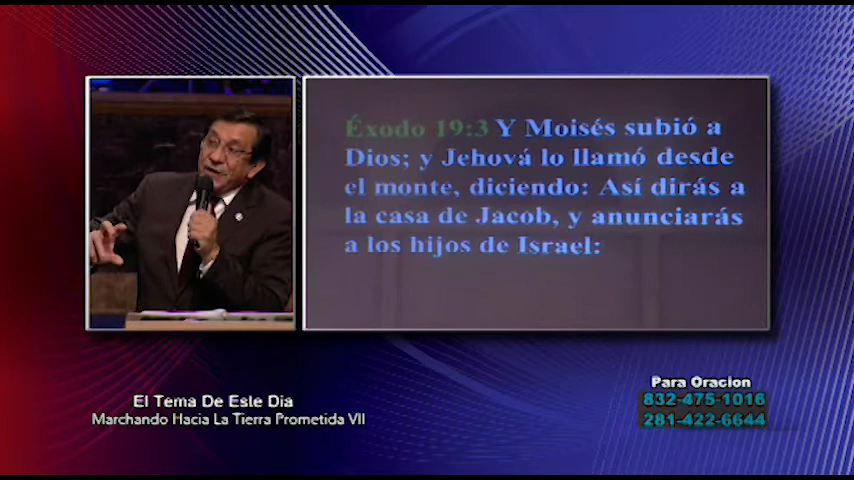 Éxodo 19:3 Y Moisés subió a
Dios; y Jehová lo llamó desde
el monte, diciendo: Así dirás a
la casa de Jacob, y anunciarás
a los hijos de Israel:
El Tema De Este Dia
Marchando Hacia La Tierra Prometida VII
Para Oracion
832-475-1016
281-422-6644